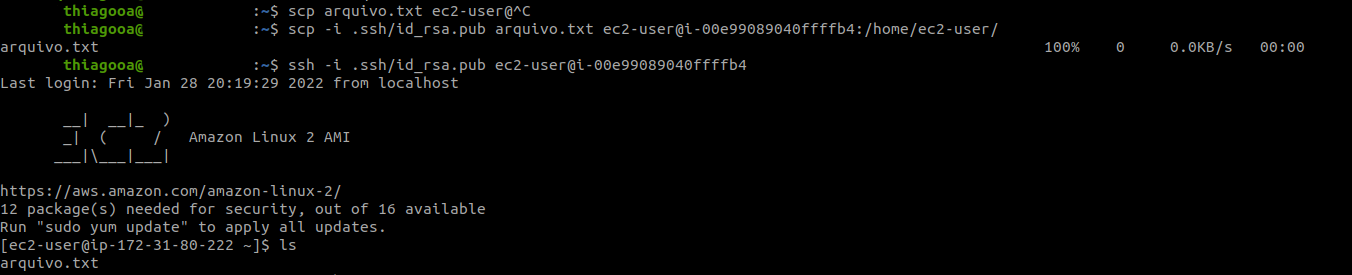 thiagooa@ :~$ scp arquivo.txt ec2-user@^C
thiagooa@ :~$ scp -i .ssh/id_rsa.pub arquivo.txt ec2-user@i-00e99089040ffffb4:/home/ec2-user/
arquivo.txt 100% 0 0.0KB/s 00:00
thiagooa@ :~$ ssh -i .ssh/id_rsa.pub ec2-user@i-00e99089040ffffb4
Last login: Fri Jan 28 20:19:29 2022 from localhost
__| __|_ )
_| ( / Amazon Linux 2 AMI
___|\___|___|
https://aws.amazon.com/amazon-linux-2/
12 package(s) needed for security, out of 16 available
Run "sudo yum update" to apply all updates.
[ec2-user@ip-172-31-80-222 ~]$ ls
arquivo.txt